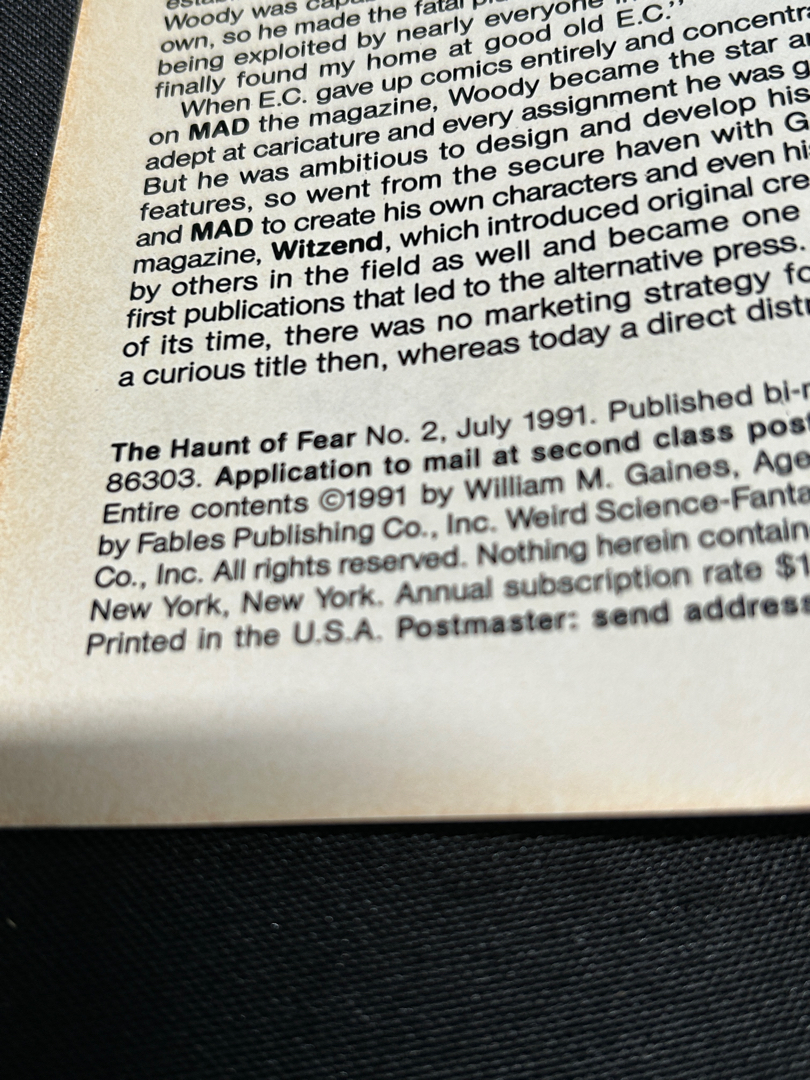 Woody was
own, so he made the fatal
being exploited by nearly everyone
finally found my home at good old E.C.”
When E.C. gave up comics entirely and concentra
on MAD the magazine, Woody became the star a
adept at caricature and every assignment he was g
But he was ambitious to design and develop his
features, so went from the secure haven with G
and MAD to create his own characters and even hi
magazine, Witzend, which introduced original cre
by others in the field as well and became one
first publications that led to the alternative press.
of its time, there was no marketing strategy fo
a curious title then, whereas today a direct distr
The Haunt of Fear No. 2, July 1991. Published bi-
86303. Application to mail at second class post
Entire contents ©1991 by William M. Gaines, Age
by Fables Publishing Co., Inc. Weird Science-Fanta
Co., Inc. All rights reserved. Nothing herein contain
New York, New York. Annual subscription rate $1
Printed in the U.S.A. Postmaster: send address